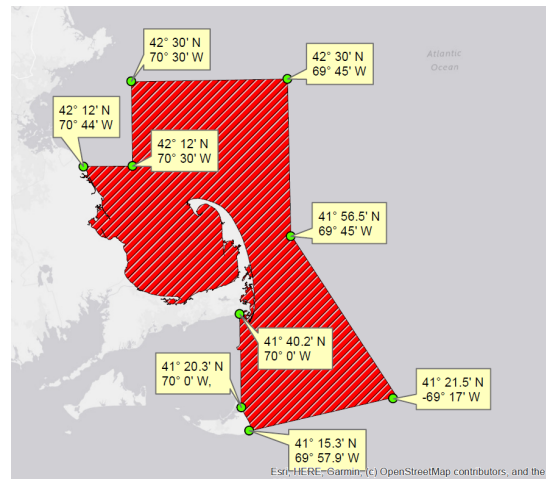 42° 30' N
70° 30' W
42° 30' N
69° 45' W
Atlantic
Ocean
42° 12' N
70° 44' W
42° 12' N
70° 30' W
41° 56.5' N
69° 45' W
41° 40.2' N
70° 0' W
41° 20.3' N
70° 0' W,
41° 21.5' N
-69° 17' W
41° 15.3' N
69° 57.9' W
Esri, HERE, Garmin, (c) OpenStreetMap contributors, and the